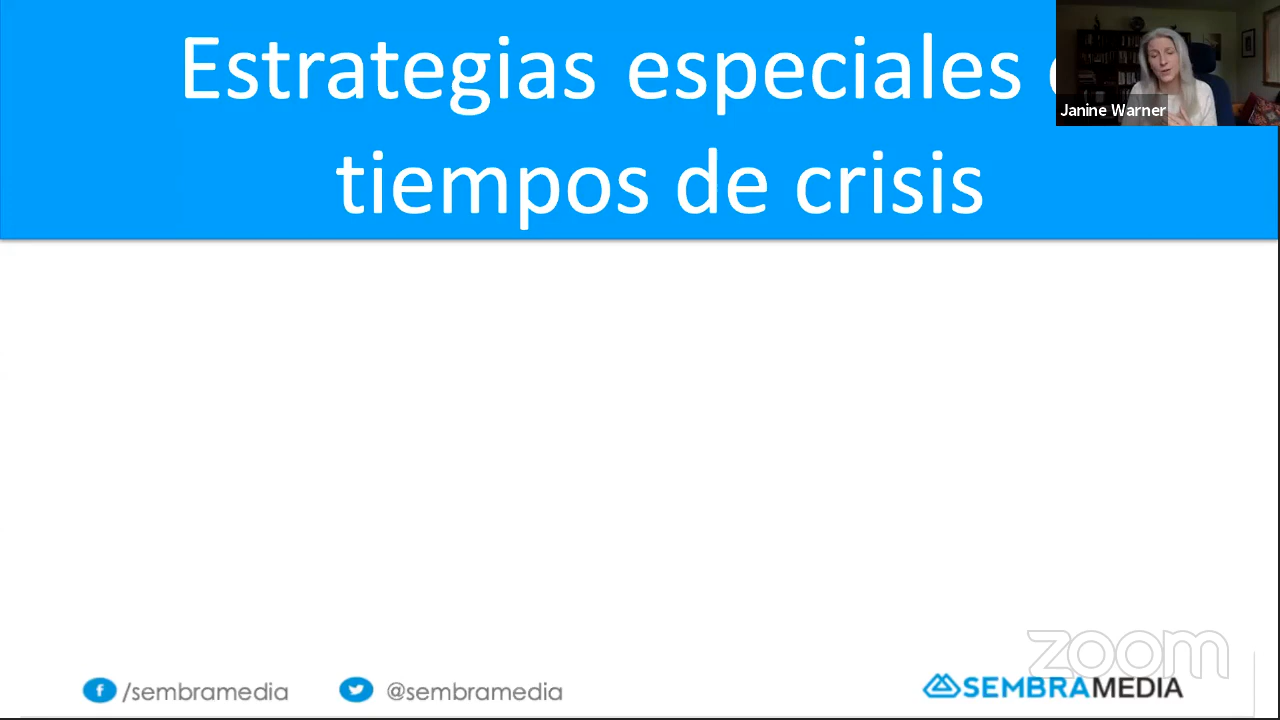 Estrategias especiales
tiempos de crisis
Janine Warner
zoom
/sembramedia
@sembramedia
SEMBRAMEDIA